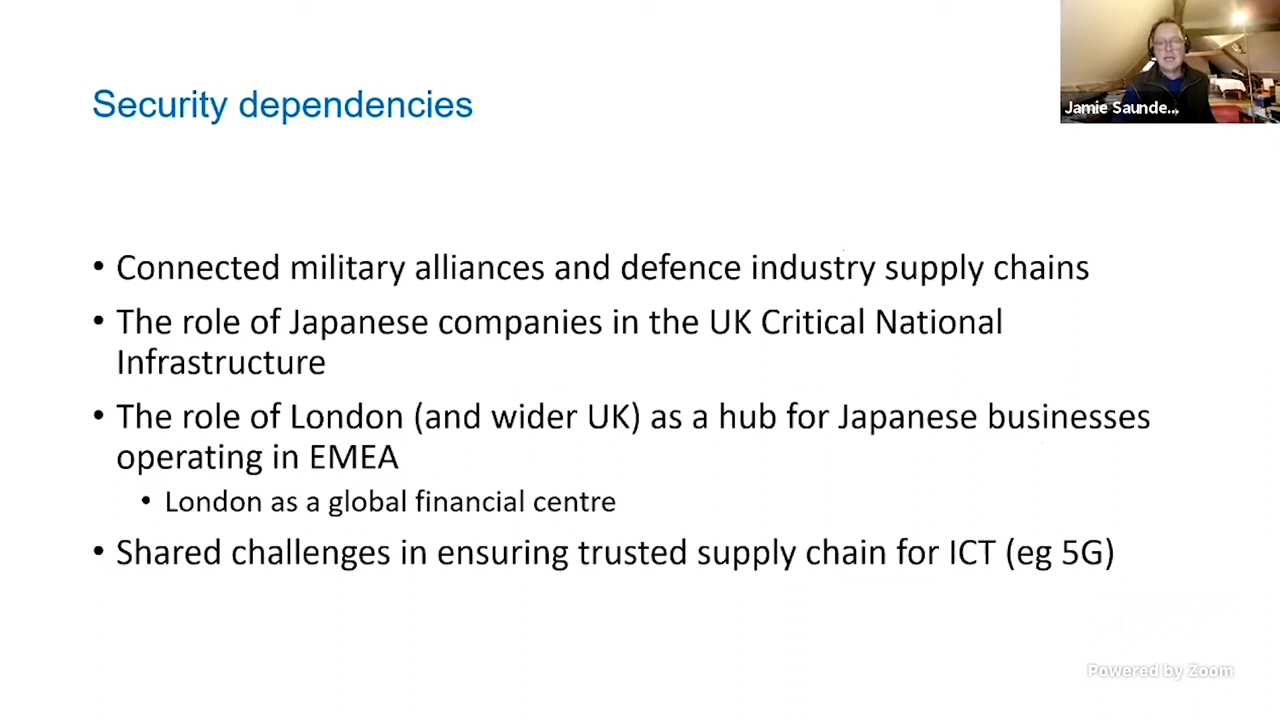 Security dependencies
Jamie Saunde...
• Connected military alliances and defence industry supply chains
• The role of Japanese companies in the UK Critical National
Infrastructure
• The role of London (and wider UK) as a hub for Japanese businesses
operating in EMEA
• London as a global financial centre
• Shared challenges in ensuring trusted supply chain for ICT (eg 5G)
Powered by Zoom